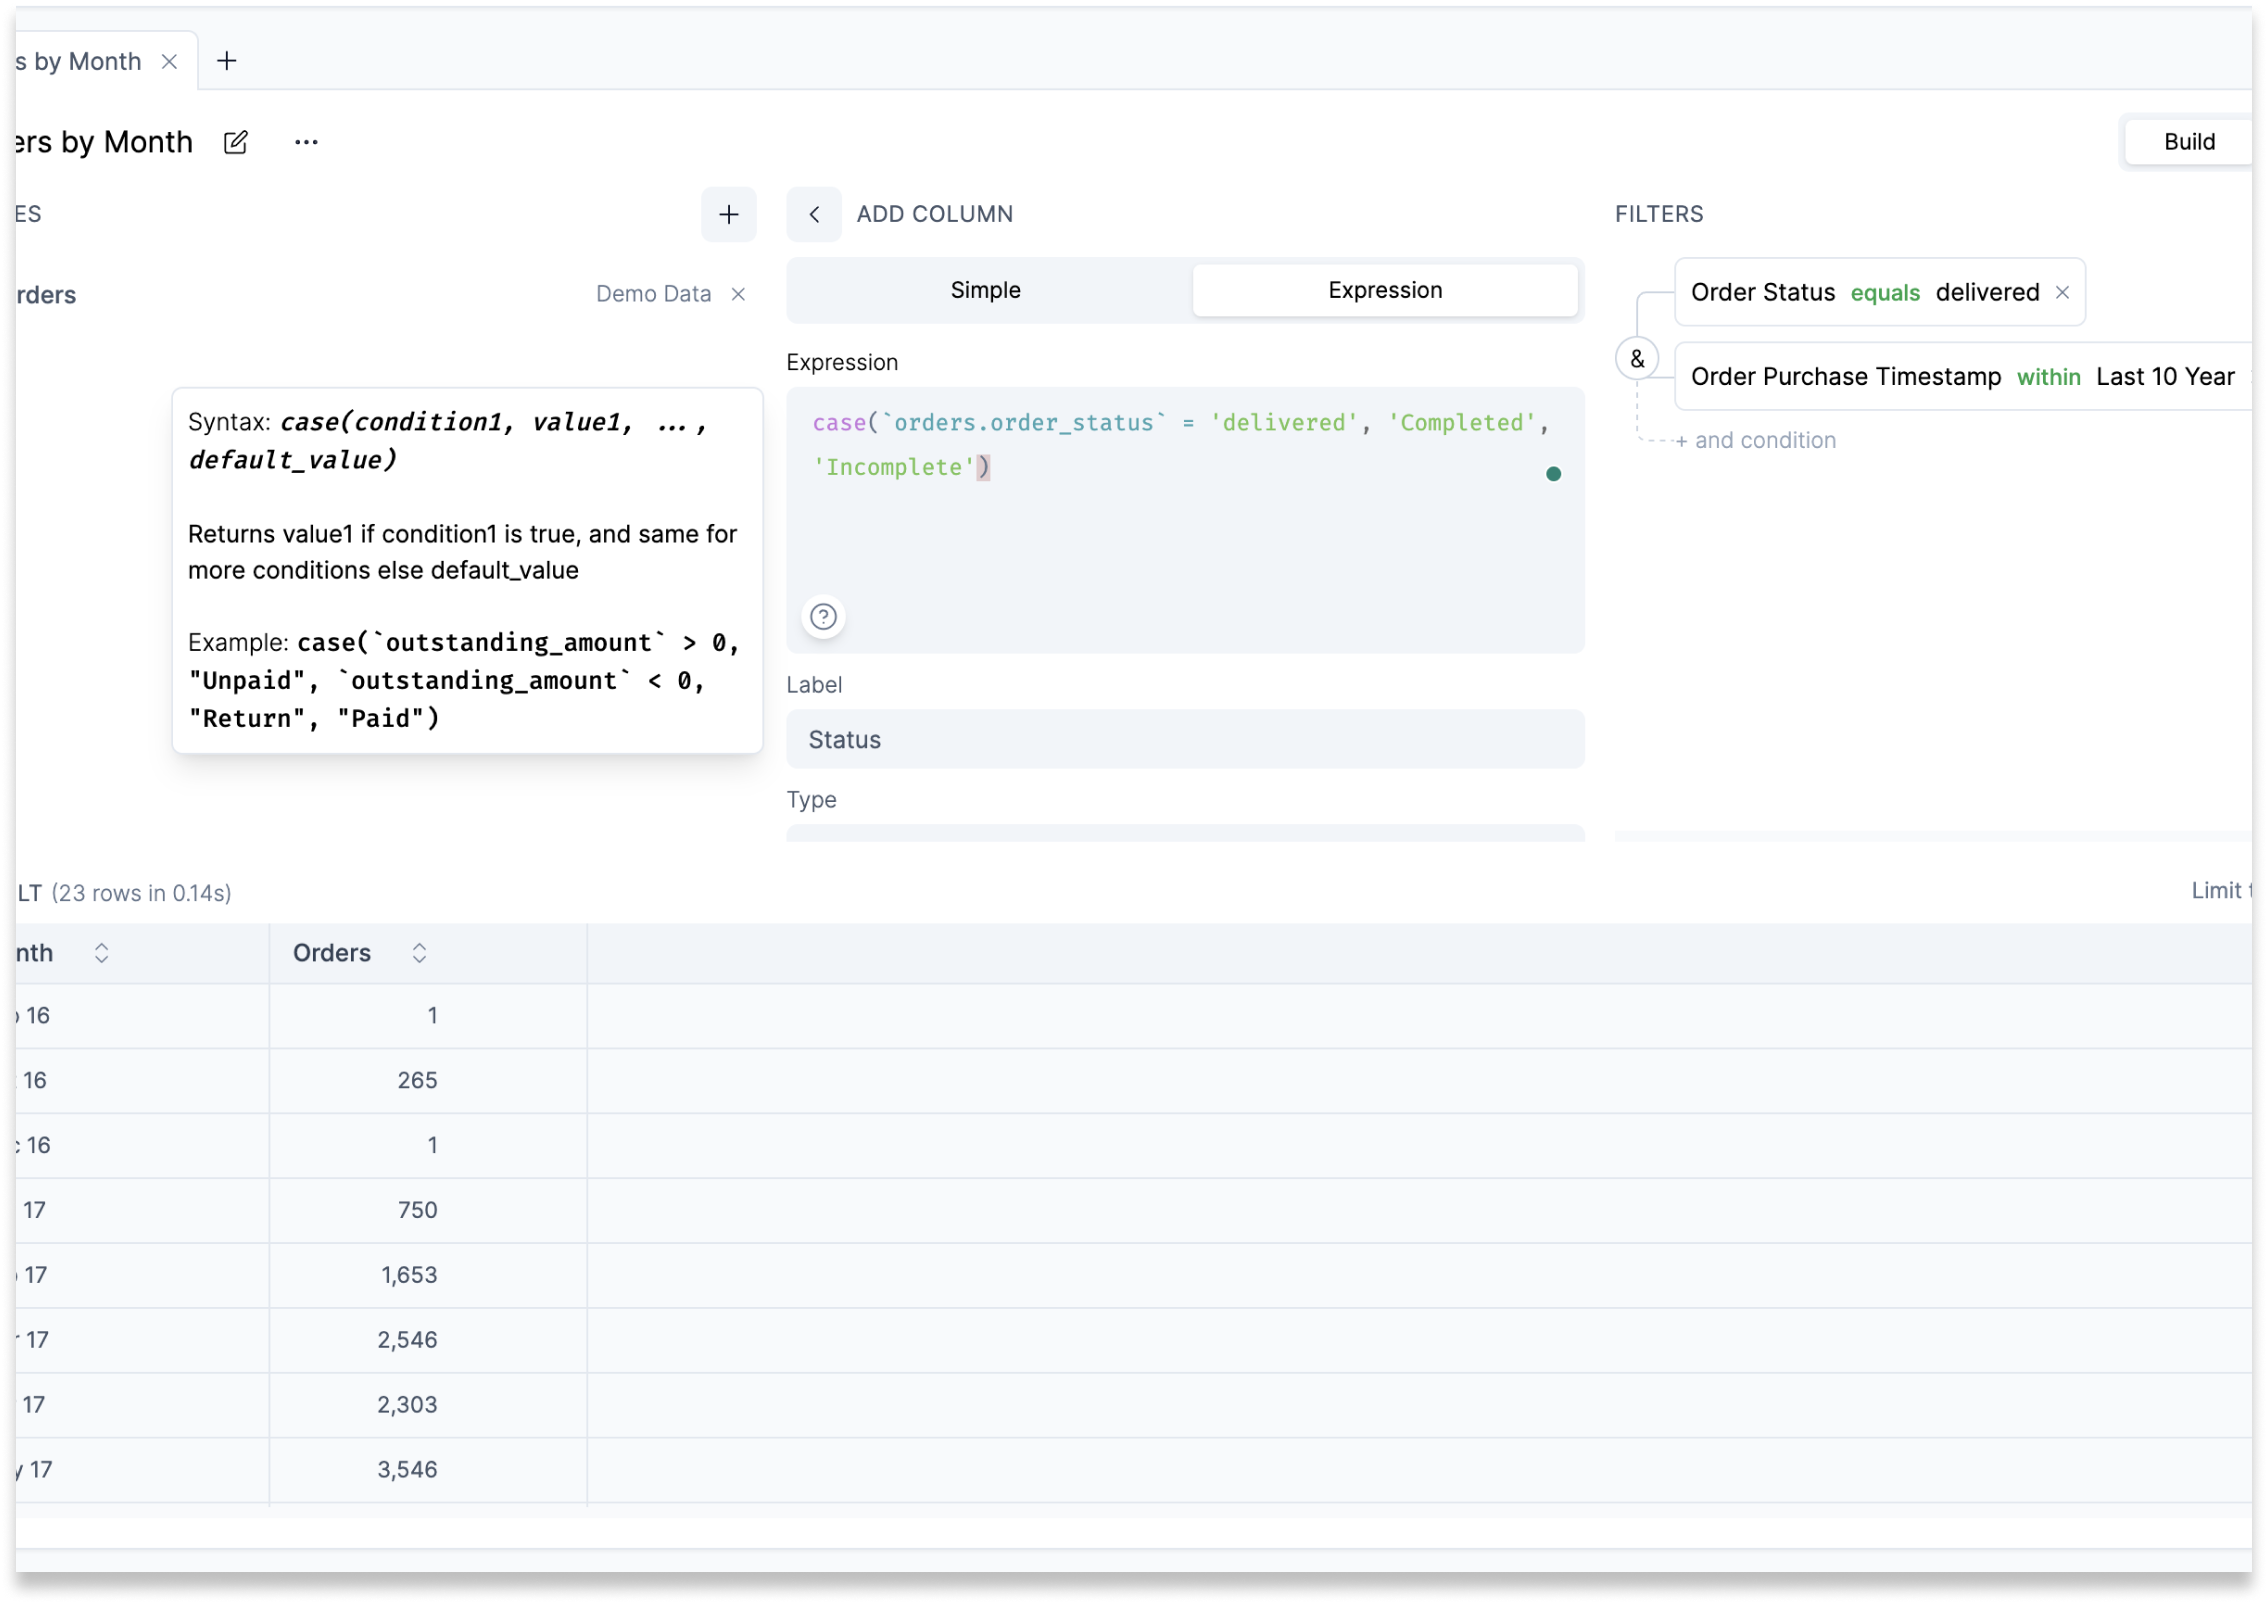 s by Month
ers by Month
Build
ES
ADD COLUMN
FILTERS
rders
Demo Data
Simple
Expression
Order Status equals delivered
&
Order Purchase Timestamp within Last 10 Year
+ and condition
Expression
case(`orders.order_status` = 'delivered', 'Completed',
'Incomplete')
Syntax: case(condition1, value1, ...,
default_value)
Returns value1 if condition1 is true, and same for
more conditions else default_value
Example: case(`outstanding_amount` > 0,
"Unpaid", `outstanding_amount` < 0,
"Return", "Paid")
Label
Status
Type
LT (23 rows in 0.14s)
Limit
nth
Orders
16
1
16
265
c 16
1
17
750
17
1,653
r 17
2,546
17
2,303
y 17
3,546